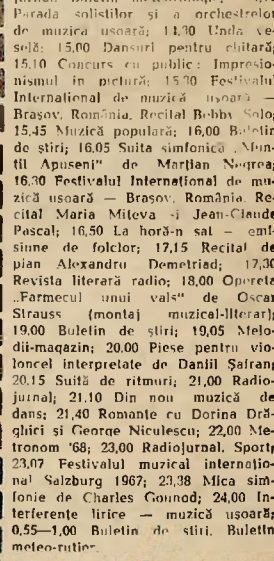 Parada soliștilor și a orchestrelor
de muzică ușoară; 14,30 Unda ve-
selă; 15,00 Dansuri pentru chitară;
15,10 Concurs cu public: Impresio-
nismul în pictură; 15,30 Festivalul
Internațional de muzică ușoară —
Brașov, România. Recital Bobby Solo;
15,45 Muzică populară; 16,00 Buletin
de știri; 16,05 Suita simfonică „Mun-
ții Apuseni" de Marțian Negrea;
16,30 Festivalul Internațional de mu-
zică ușoară — Brașov, România. Re-
cital Maria Miteva și Jean-Claude
Pascal; 16,50 La horă-n sat — emi-
siune de folclor; 17,15 Recital de
pian Alexandru Demetriad; 17,30
Revista literară radio; 18,00 Opereta
„Farmecul unui vals" de Oscar
Strauss (montaj muzical-literar);
19,00 Buletin de știri; 19,05 Melo-
dii-magazin; 20,00 Piese pentru vio-
loncel interpretate de Daniil Șafran;
20,15 Suită de ritmuri; 21,00 Radio-
jurnal; 21,10 Din nou muzică de
dans; 21,40 Romanțe cu Dorina Dră-
ghici și George Niculescu; 22,00 Me-
tronom '68; 23,00 Radiojurnal. Sport;
23,07 Festivalul muzical internațio-
nal Salzburg 1967; 23,38 Mica sim-
fonie de Charles Gounod; 24,00 In-
terferențe lirice — muzică ușoară;
0,55—1,00 Buletin de știri. Buletin
meteo-rutier.